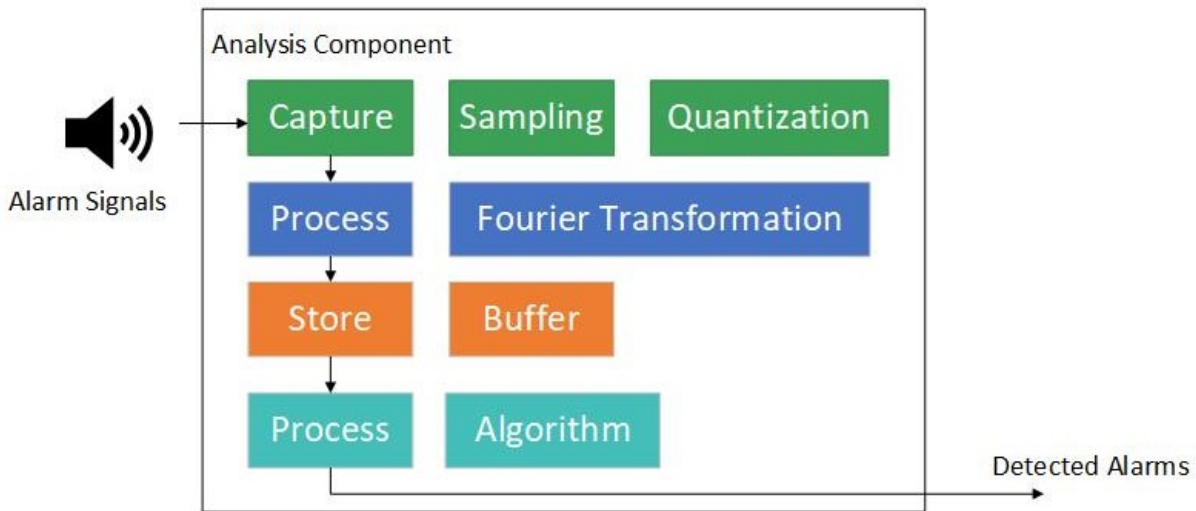 Analysis Component
Capture Sampling Quantization
Alarm Signals
Process Fourier Transformation
Store Buffer
Process Algorithm
Detected Alarms